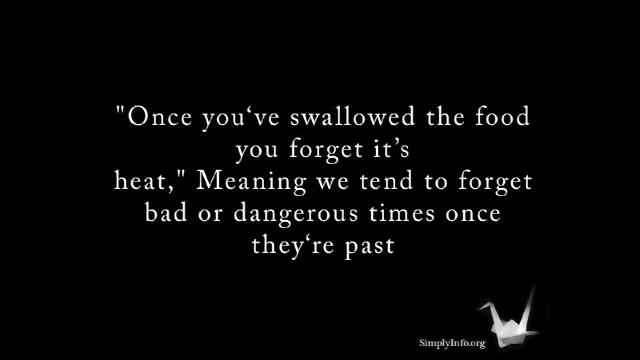 "Once you‘ve swallowed the food
you forget it’s
heat," Meaning we tend to forget
bad or dangerous times once
they‘re past
SimplyInfo.org